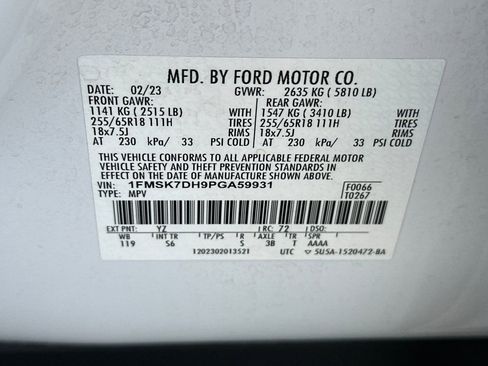 MFD. BY FORD MOTOR CO.
DATE: 02/23 GVWR: 2635 KG ( 5810 LB)
FRONT GAWR: REAR GAWR:
1141 KG ( 2515 LB) WITH 1547 KG ( 3410 LB) WITH
255/65R18 111H TIRES 255/65R18 111H TIRES
18x7.5J RIMS 18x7.5J RIMS
AT 230 kPa/ 33 PSI COLD AT 230 kPa/ 33 PSI COLD
THIS VEHICLE CONFORMS TO ALL APPLICABLE FEDERAL MOTOR
VEHICLE SAFETY AND THEFT PREVENTION STANDARDS IN
EFFECT ON THE DATE OF MANUFACTURE SHOWN ABOVE.
VIN: 1FMSK7DH9PGA59931 F0066
TYPE: MPV T0267
EXT PNT: YZ RC: 72 DSO:
WB INT TR TP/PS R AX TR SPR
119 S6 S 3B T AAAA
1202302013521 UTC 5U5A-1520472-BA